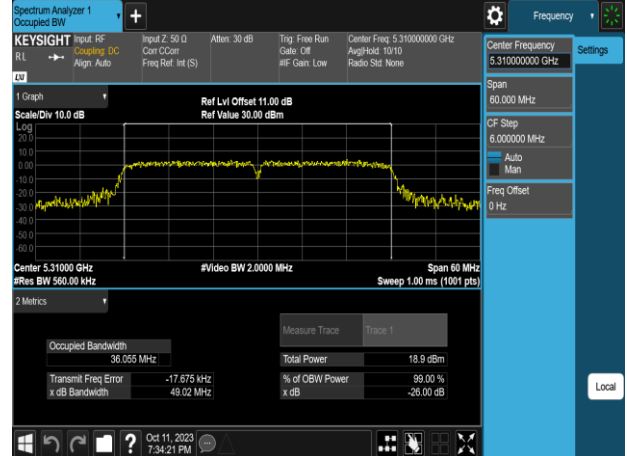 Spectrum Analyzer 1
Occupied BW
Frequency
KEYSIGHT
RL
Input: RF
Coupling: DC
Align: Auto
Input Z: 50 Ω
Corr CCorr
Freq Ref: Int (S)
Atten: 30 dB
Trig: Free Run
Gate: Off
#IF Gain: Low
Center Freq: 5.310000000 GHz
Avg|Hold: 10/10
Radio Std: None
LXI
Center Frequency
5.310000000 GHz
Settings
Span
60.000 MHz
CF Step
6.000000 MHz
Auto
Man
Freq Offset
0 Hz
Local
1 Graph
Scale/Div 10.0 dB
Ref Lvl Offset 11.00 dB
Ref Value 30.00 dBm
Log
20.0
10.0
0.00
-10.0
-20.0
-30.0
-40.0
-50.0
-60.0
Center 5.31000 GHz
#Res BW 560.00 kHz
#Video BW 2.0000 MHz
Span 60 MHz
Sweep 1.00 ms (1001 pts)
2 Metrics
Measure Trace
Trace 1
Occupied Bandwidth
36.055 MHz
Total Power
18.9 dBm
Transmit Freq Error
-17.675 kHz
% of OBW Power
99.00 %
x dB Bandwidth
49.02 MHz
x dB
-26.00 dB
Oct 11, 2023
7:34:21 PM